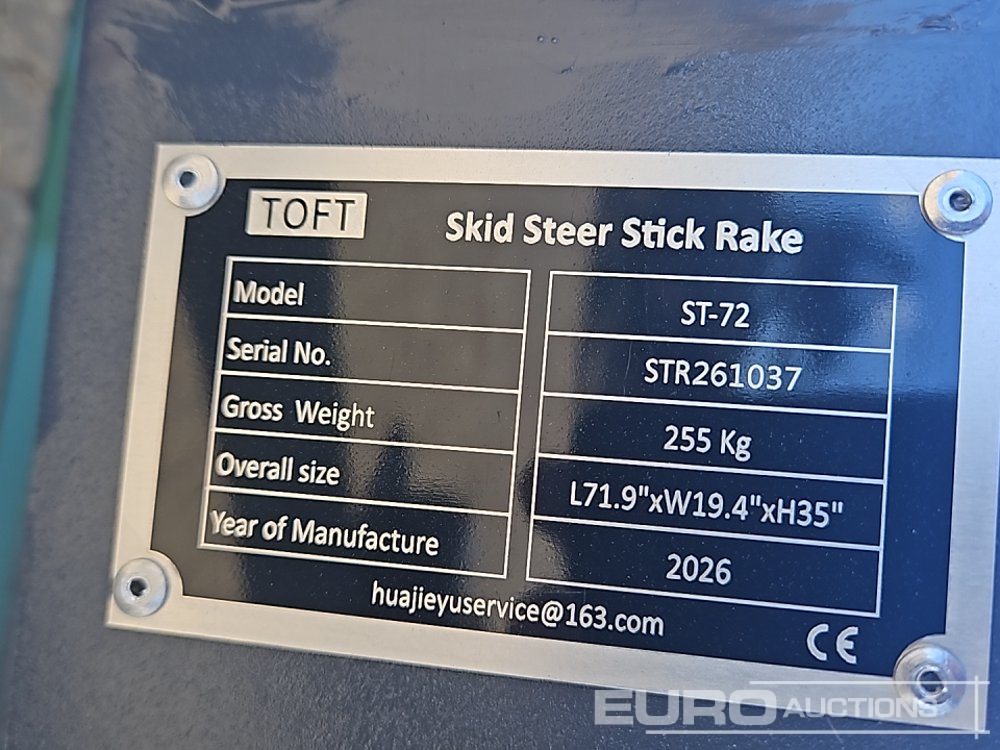 TOFT
Skid Steer Stick Rake
Model ST-72
Serial No. STR261037
Gross Weight 255 Kg
Overall size L71.9"xW19.4"xH35"
Year of Manufacture 2026
huajieyuservice@163.com
CE
EURO AUCTIONS